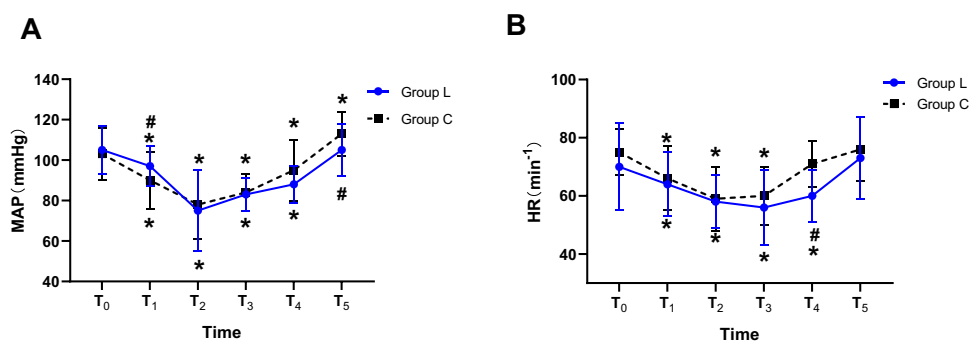 A
MAP(mmHg)
140
120
100
80
60
40
# 
*
*
*
*
*
*
*
*
*
*
#
T₀ T₁ T₂ T₃ T₄ T₅
Time
Group L
Group C
B
HR(min⁻¹)
100
80
60
40
*
*
*
*
*
*
#
*
T₀ T₁ T₂ T₃ T₄ T₅
Time
Group L
Group C